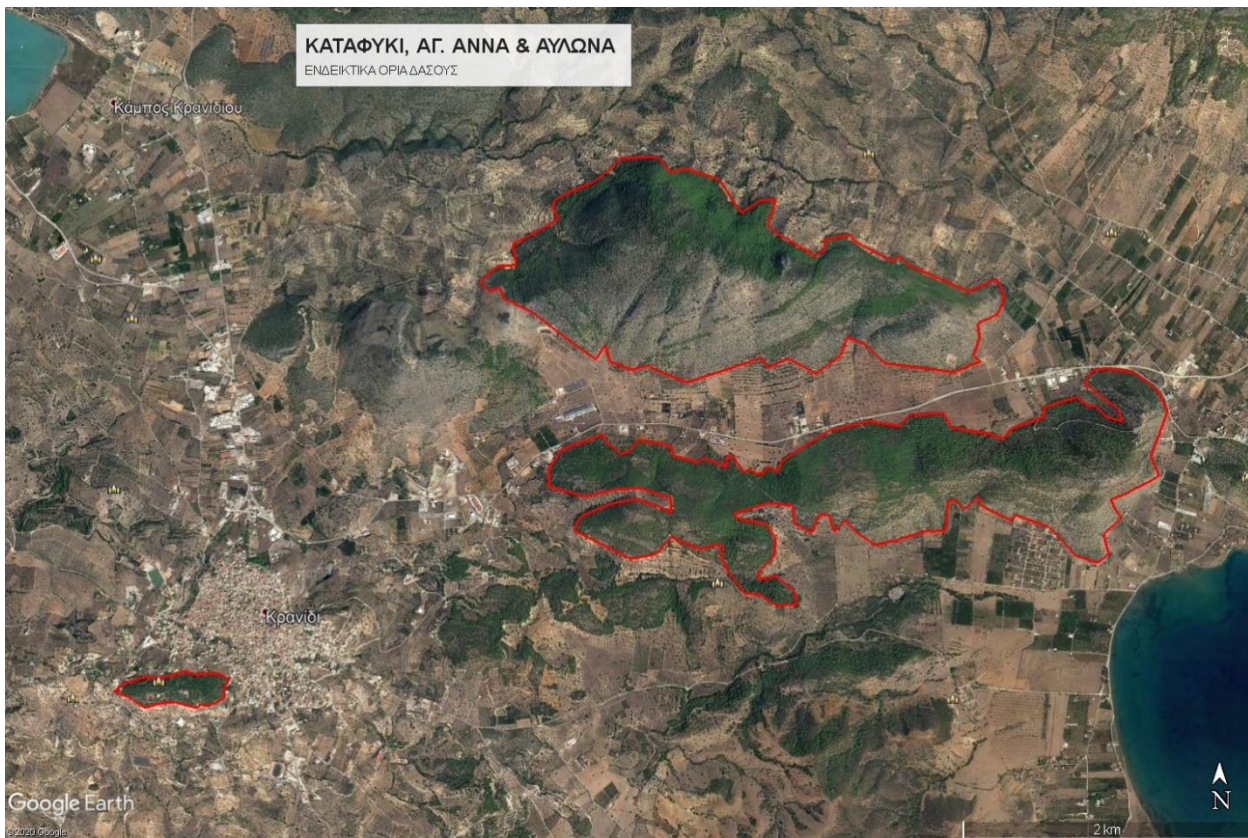 ΚΑΤΑΦΥΚΙ, ΑΓ. ΑΝΝΑ & ΑΥΛΩΝΑ
ΕΝΔΕΙΚΤΙΚΑ ΟΡΙΑ ΔΑΣΟΥΣ
Κάμπος Κρανιδίου
Κρανίδι
Google Earth
©2020 Google
N
2 km